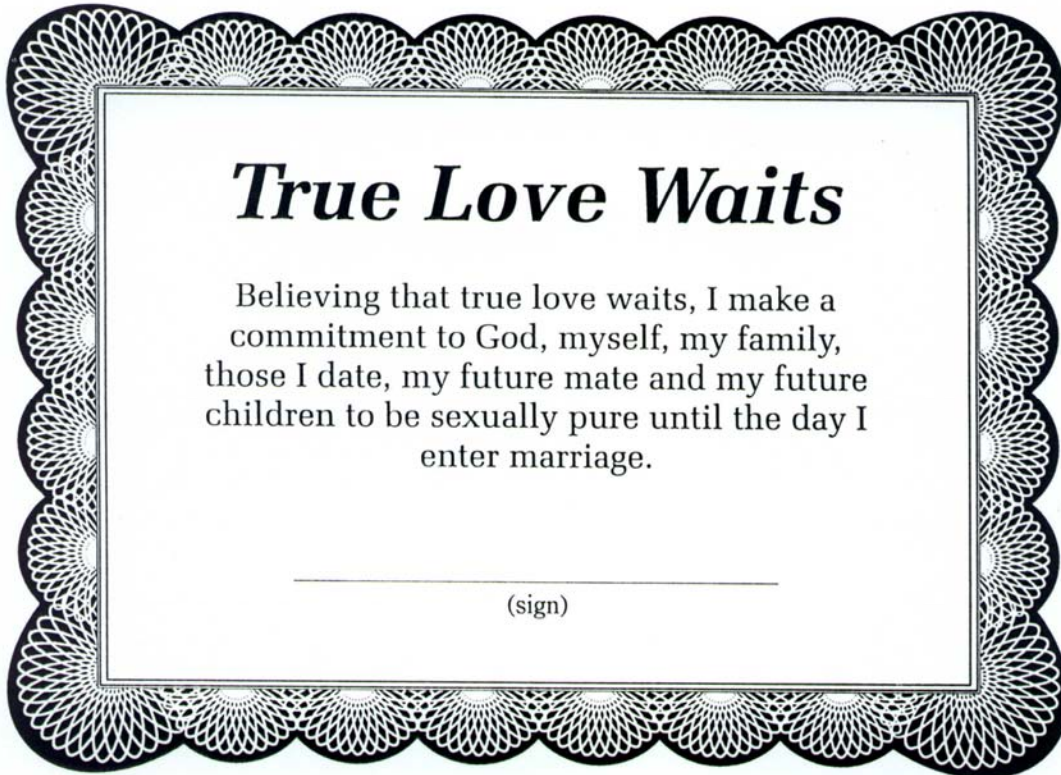 True Love Waits
Believing that true love waits, I make a
commitment to God, myself, my family,
those I date, my future mate and my future
children to be sexually pure until the day I
enter marriage.
(sign)